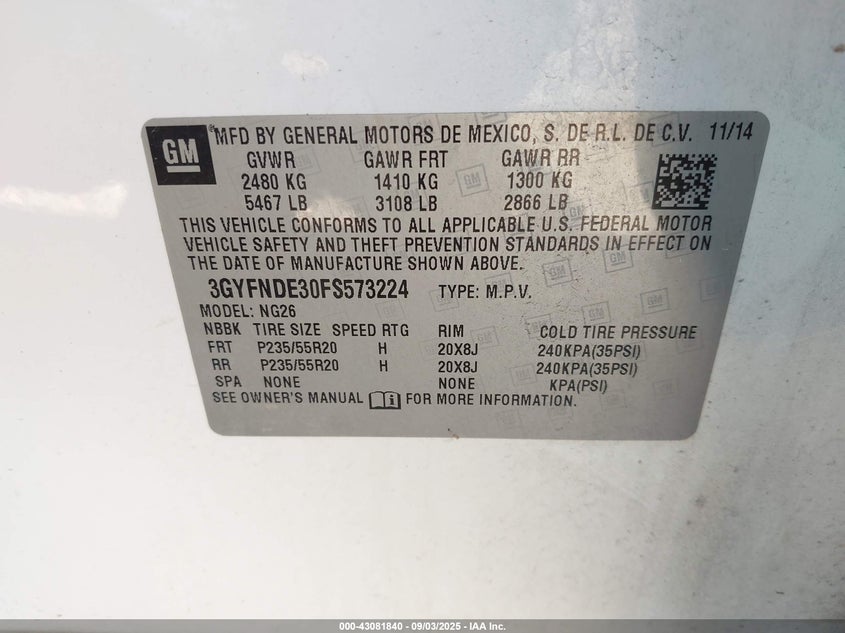 GM
MFD BY GENERAL MOTORS DE MEXICO, S. DE R.L. DE C.V. 11/14
GVWR GAWR FRT GAWR RR
2480 KG 1410 KG 1300 KG
5467 LB 3108 LB 2866 LB
THIS VEHICLE CONFORMS TO ALL APPLICABLE U.S. FEDERAL MOTOR
VEHICLE SAFETY AND THEFT PREVENTION STANDARDS IN EFFECT ON
THE DATE OF MANUFACTURE SHOWN ABOVE.
3GYFNDE30FS573224 TYPE: M.P.V.
MODEL: NG26
NBBK TIRE SIZE SPEED RTG RIM COLD TIRE PRESSURE
FRT P235/55R20 H 20X8J 240KPA(35PSI)
RR P235/55R20 H 20X8J 240KPA(35PSI)
SPA NONE NONE KPA(PSI)
SEE OWNER'S MANUAL FOR MORE INFORMATION.
000-43081840 - 09/03/2025 - IAA Inc.